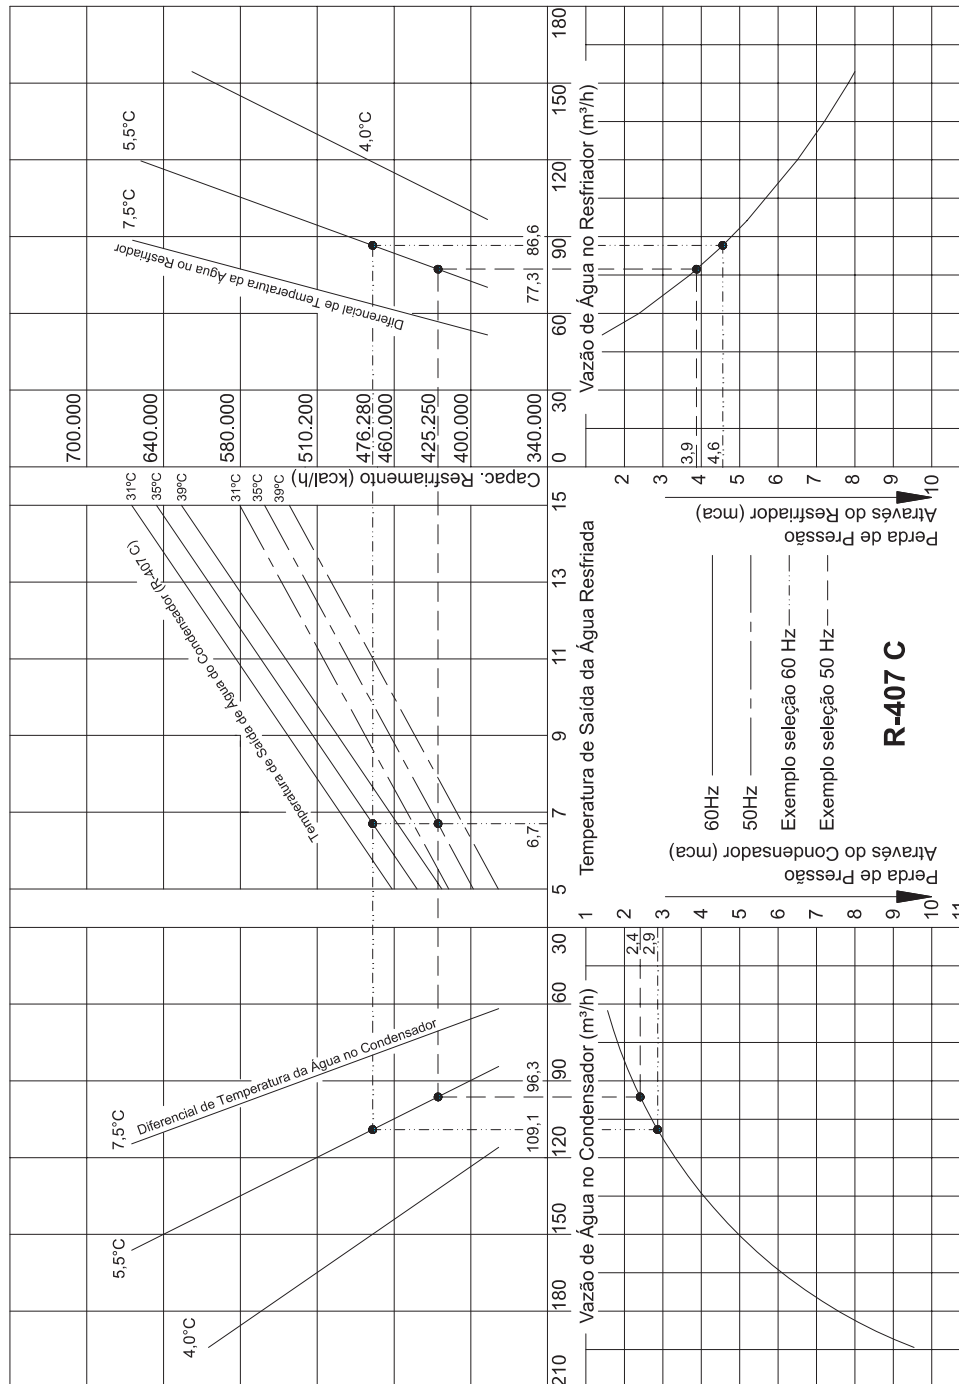 700.000
640.000
580.000
510.200
476.280
460.000
425.250
400.000
340.000
Capac. Resfriamento (kcal/h)
7,5°C
5,5°C
4,0°C
Diferencial de Temperatura da Água no Condensador
210
180
150
120
109,1
96,3
90
60
30
Vazão de Água no Condensador (m³/h)
31ºC
35ºC
39ºC
31ºC
35ºC
39ºC
Temperatura de Saída de Água do Condensador (R-407 C)
5
6,7
7
9
11
13
15
Temperatura de Saída da Água Resfriada
7,5°C
5,5°C
4,0°C
Diferencial de Temperatura da Água no Resfriador
0
30
60
77,3
86,6
90
120
150
180
Vazão de Água no Resfriador (m³/h)
1
2
2,4
2,9
3
4
5
6
7
8
9
10
11
Perda de Pressão
Através do Condensador (mca)
60Hz
50Hz
Exemplo seleção 60 Hz
Exemplo seleção 50 Hz
R-407 C
2
3
3,9
4
4,6
5
6
7
8
9
10
Perda de Pressão
Através do Resfriador (mca)